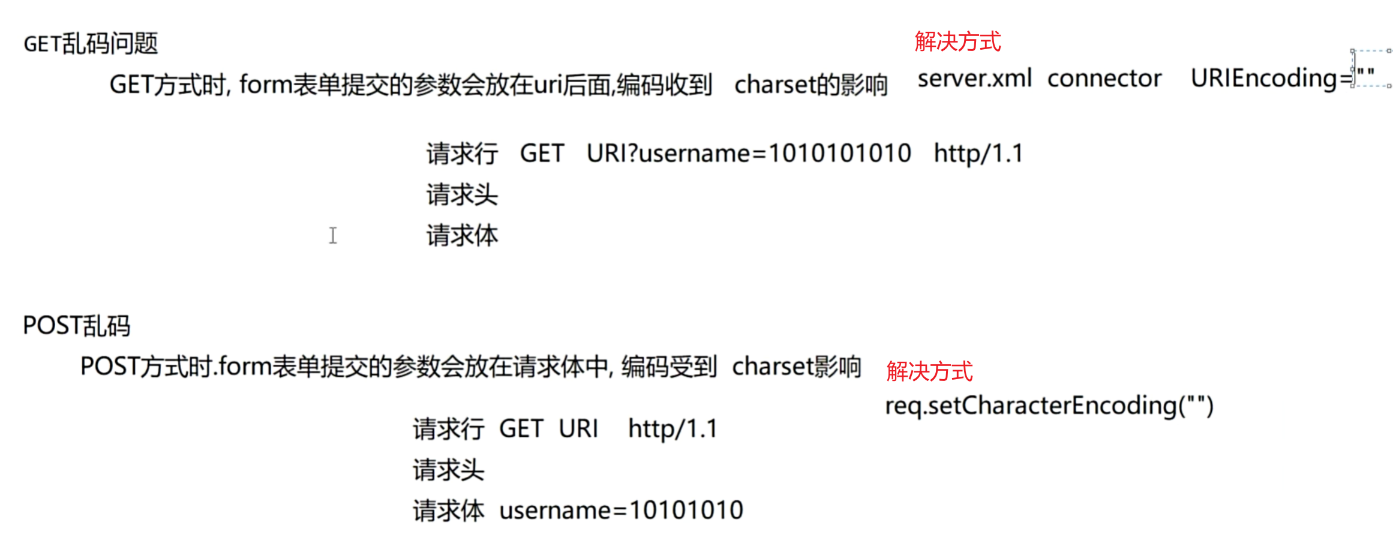 GET乱码问题
解决方式
GET方式时, form表单提交的参数会放在uri后面,编码收到 charset的影响
server.xml connector URIEncoding=""
请求行 GET URI?username=1010101010 http/1.1
请求头
请求体
POST乱码
POST方式时.form表单提交的参数会放在请求体中, 编码受到 charset影响
解决方式
req.setCharacterEncoding("")
请求行 GET URI http/1.1
请求头
请求体 username=10101010